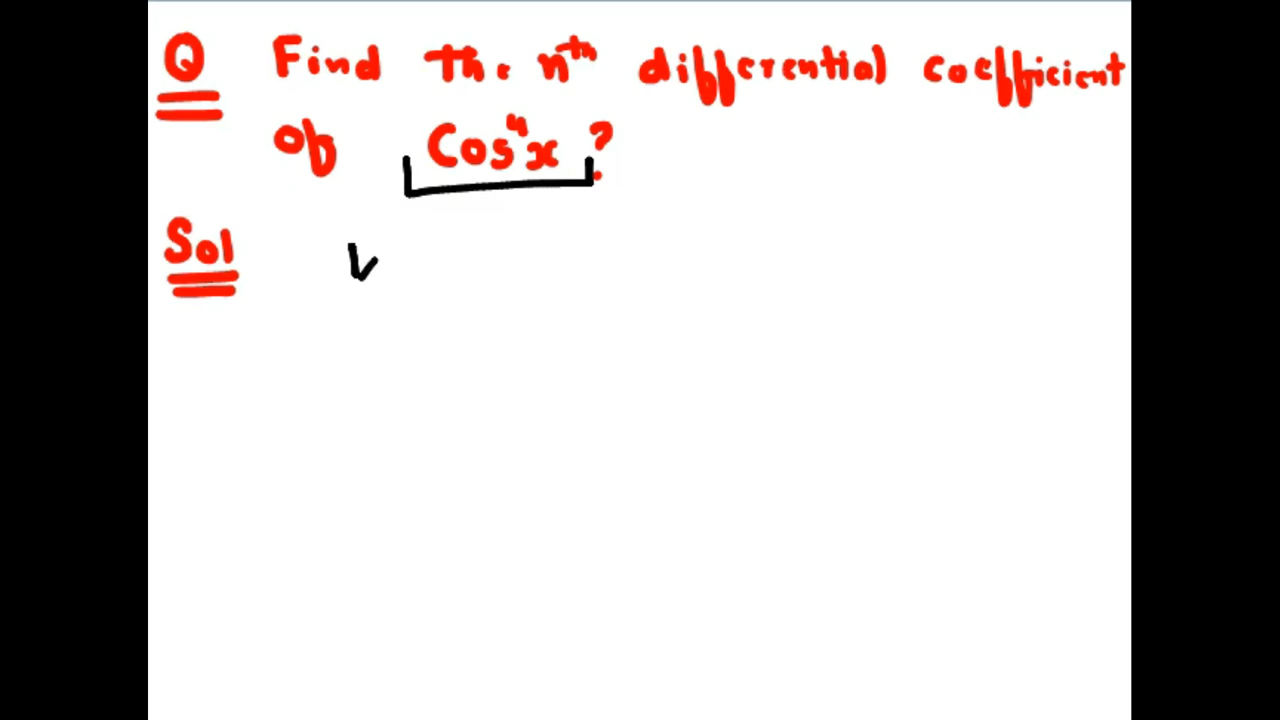 Q Find the nth differential coefficient
of Cos⁴x?
Sol